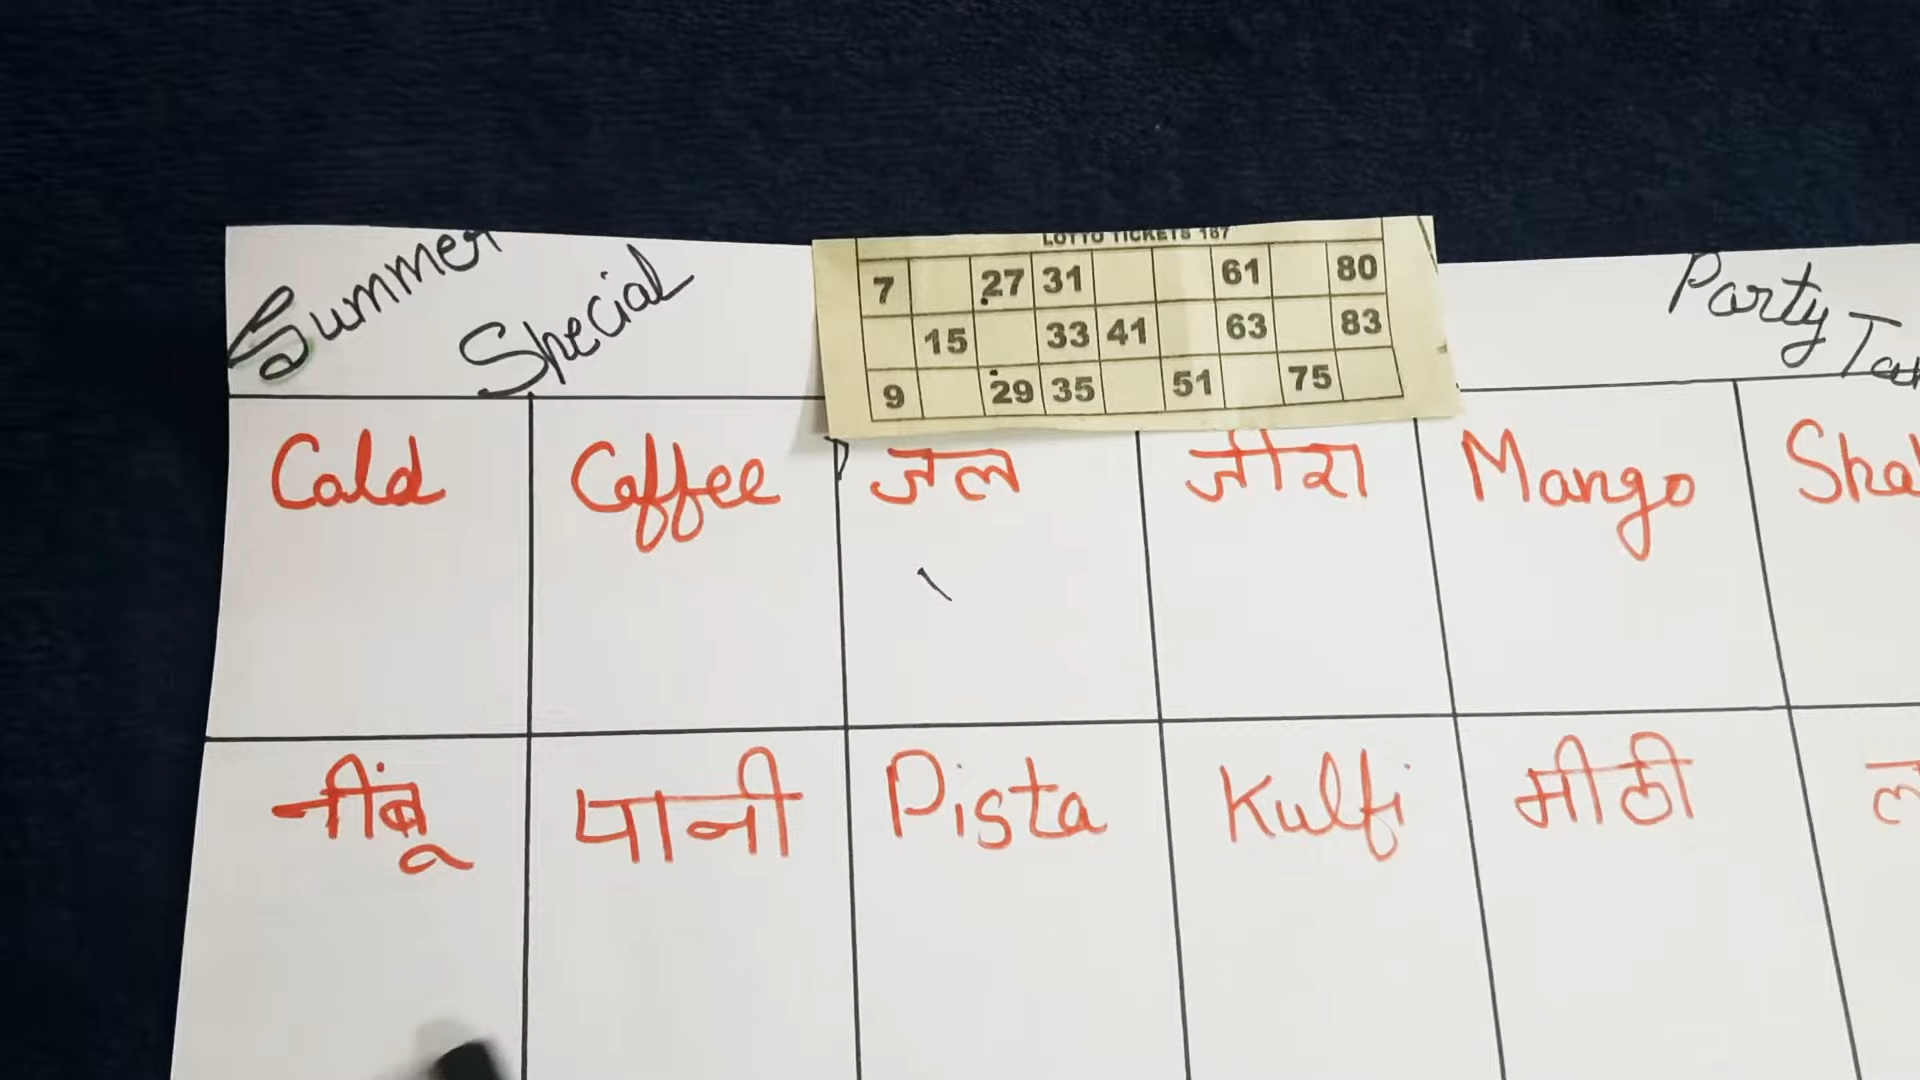 Summer
Special
Party
LOTTO TICKETS 187
7 27 31 61 80
15 33 41 63 83
9 29 35 51 75
Cold Coffee जल जीरा Mango
नींबू पानी Pista Kulfi मीठी